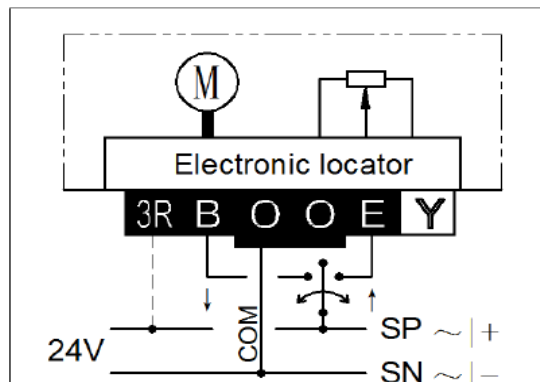 M
Electronic locator
3R B O O E Y
↓ COM ↑
24V
SP ~|+
SN ~|−